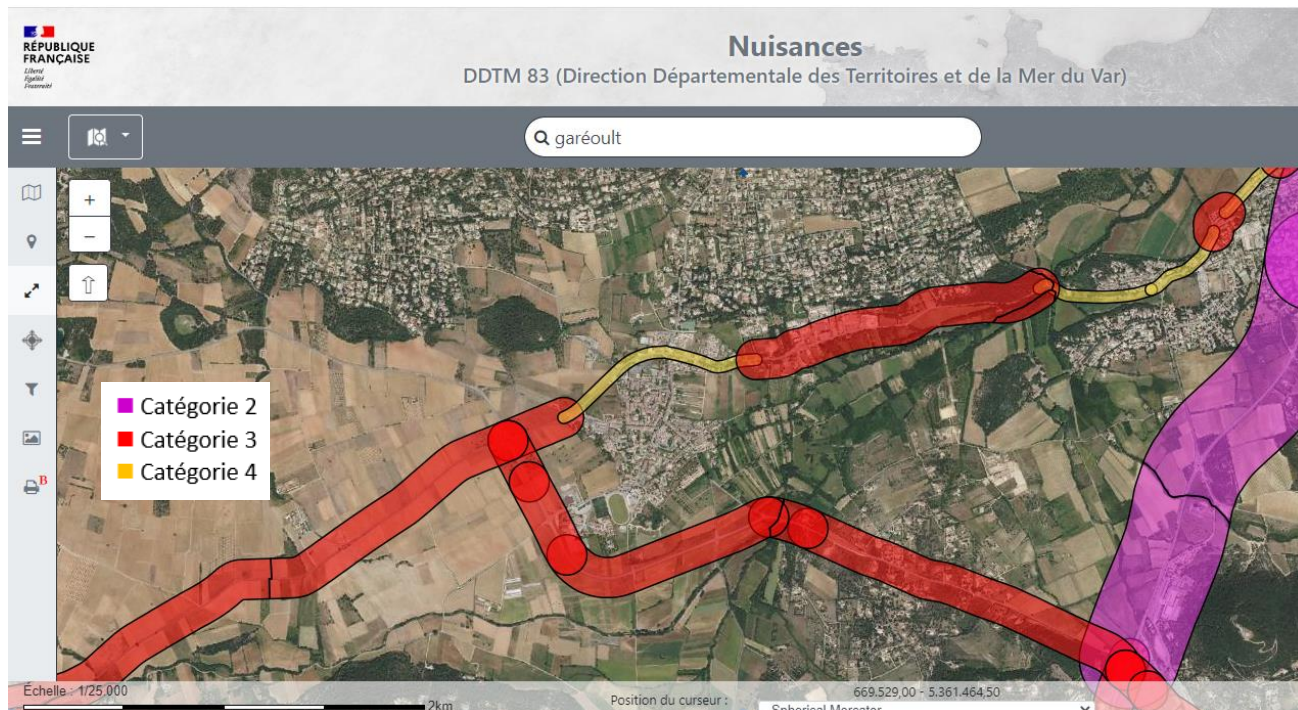 RÉPUBLIQUE
FRANÇAISE
Liberté
Égalité
Fraternité
Nuisances
DDTM 83 (Direction Départementale des Territoires et de la Mer du Var)
garéoult
+
−
B
Catégorie 2
Catégorie 3
Catégorie 4
Échelle : 1/25.000
2km
Position du curseur :
669.529,00 - 5.361.464,50
Spherical Mercator